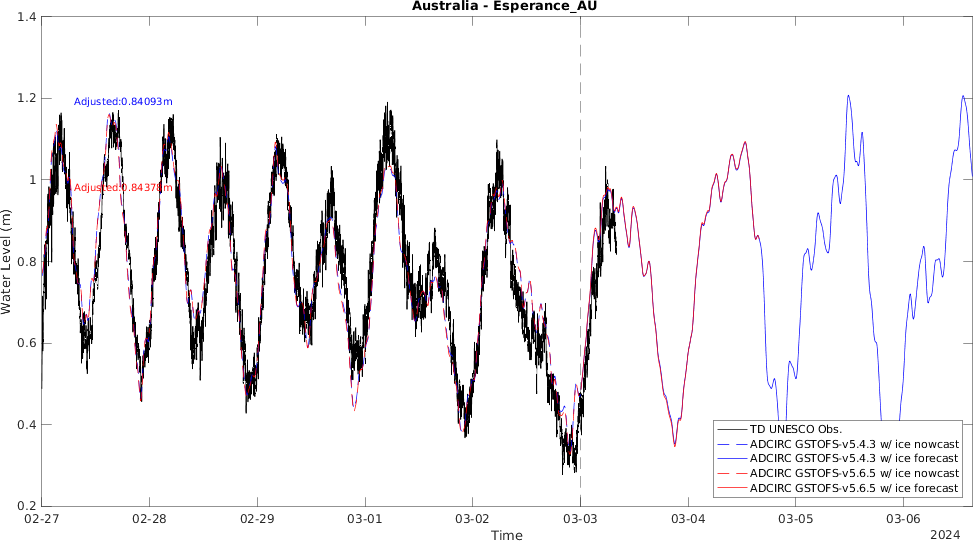 Australia - Esperance_AU
1.4
1.2
1
0.8
0.6
0.4
0.2
Water Level (m)
Adjusted:0.84093m
Adjusted:0.84378m
TD UNESCO Obs.
ADCIRC GSTOFS-v5.4.3 w/ ice nowcast
ADCIRC GSTOFS-v5.4.3 w/ ice forecast
ADCIRC GSTOFS-v5.6.5 w/ ice nowcast
ADCIRC GSTOFS-v5.6.5 w/ ice forecast
02-27 02-28 02-29 03-01 03-02 03-03 03-04 03-05 03-06
Time
2024